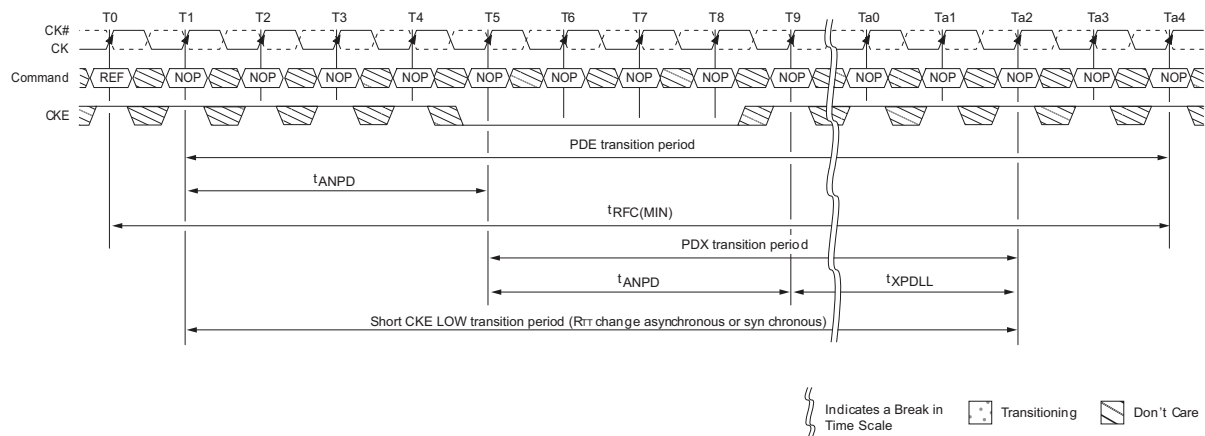 T0 T1 T2 T3 T4 T5 T6 T7 T8 T9 Ta0 Ta1 Ta2 Ta3 Ta4
CK#
CK
Command REF NOP NOP NOP NOP NOP NOP NOP NOP NOP NOP NOP NOP NOP NOP
CKE
PDE transition period
tANPD
tRFC(MIN)
PDX transition period
tANPD tXPDLL
Short CKE LOW transition period (RTT change asynchronous or syn chronous)
Indicates a Break in
Time Scale
Transitioning
Don't Care